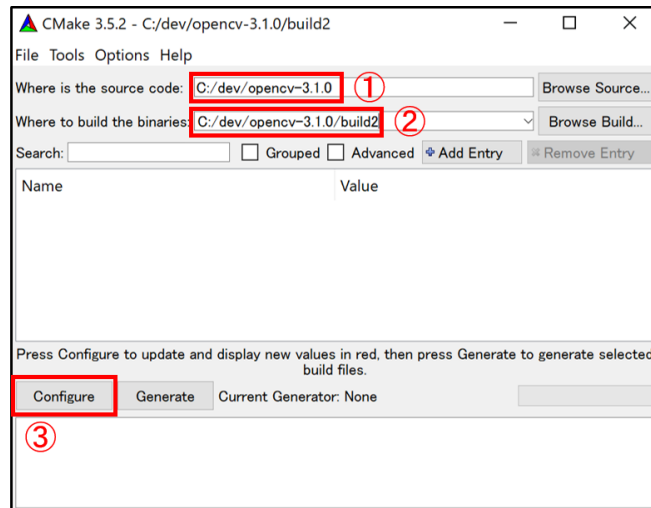 CMake 3.5.2 - C:/dev/opencv-3.1.0/build2
File Tools Options Help
Where is the source code: C:/dev/opencv-3.1.0 ① Browse Source...
Where to build the binaries: C:/dev/opencv-3.1.0/build2 ② Browse Build...
Search: Grouped Advanced Add Entry Remove Entry
Name Value
Press Configure to update and display new values in red, then press Generate to generate selected
build files.
Configure Generate Current Generator: None
③